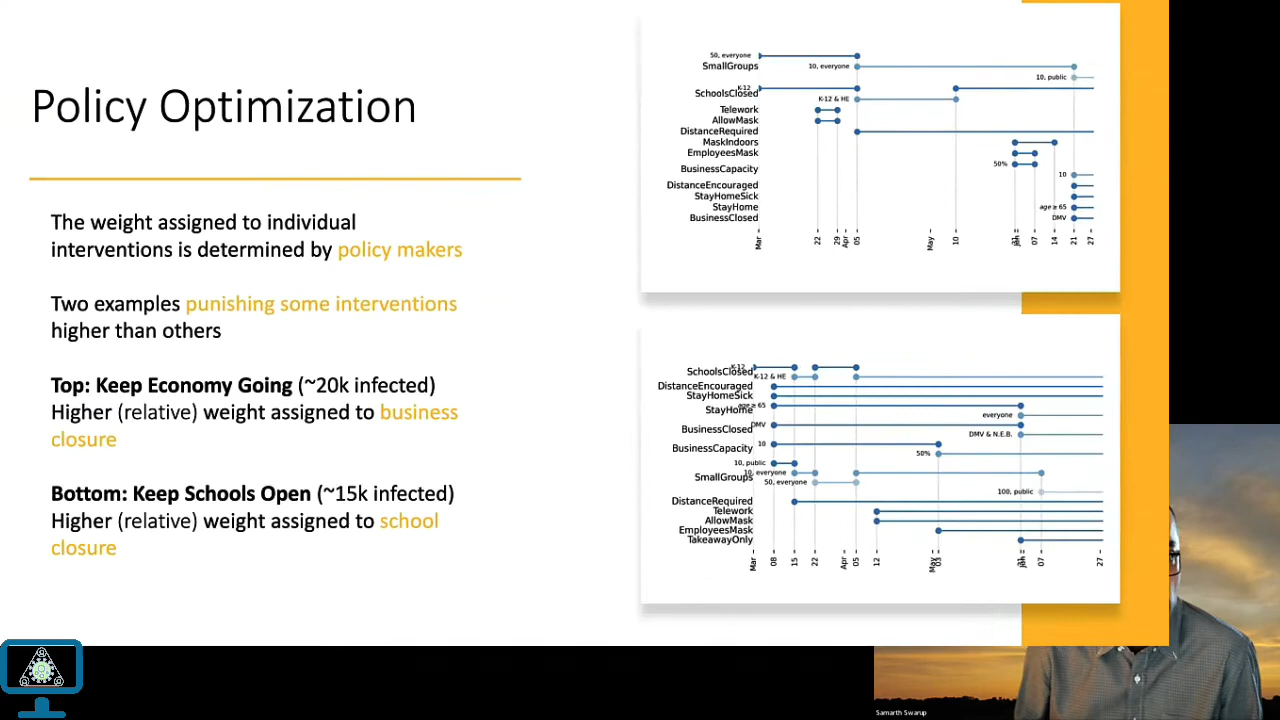 Policy Optimization
The weight assigned to individual
interventions is determined by policy makers
Two examples punishing some interventions
higher than others
Top: Keep Economy Going (~20k infected)
Higher (relative) weight assigned to business
closure
Bottom: Keep Schools Open (~15k infected)
Higher (relative) weight assigned to school
closure
50, everyone
SmallGroups
10, everyone
10, public
K-12
SchoolsClosed
K-12 & HE
Telework
AllowMask
DistanceRequired
MaskIndoors
EmployeesMask
50%
BusinessCapacity
10
DistanceEncouraged
StayHomeSick
StayHome
age ≥ 65
BusinessClosed
DMV
Mar 22 29 Apr 05 May 10 31 Jun 07 14 21 27
K-12
SchoolsClosed
K-12 & HE
DistanceEncouraged
StayHomeSick
age ≥ 65
StayHome
everyone
DMV
BusinessClosed
DMV & N.E.B.
10
BusinessCapacity
50%
10, public
10, everyone
SmallGroups
50, everyone
100, public
DistanceRequired
Telework
AllowMask
EmployeesMask
TakeawayOnly
Mar 08 15 22 Apr 05 12 May 03 31 Jun 07 27
Samarth Swarup